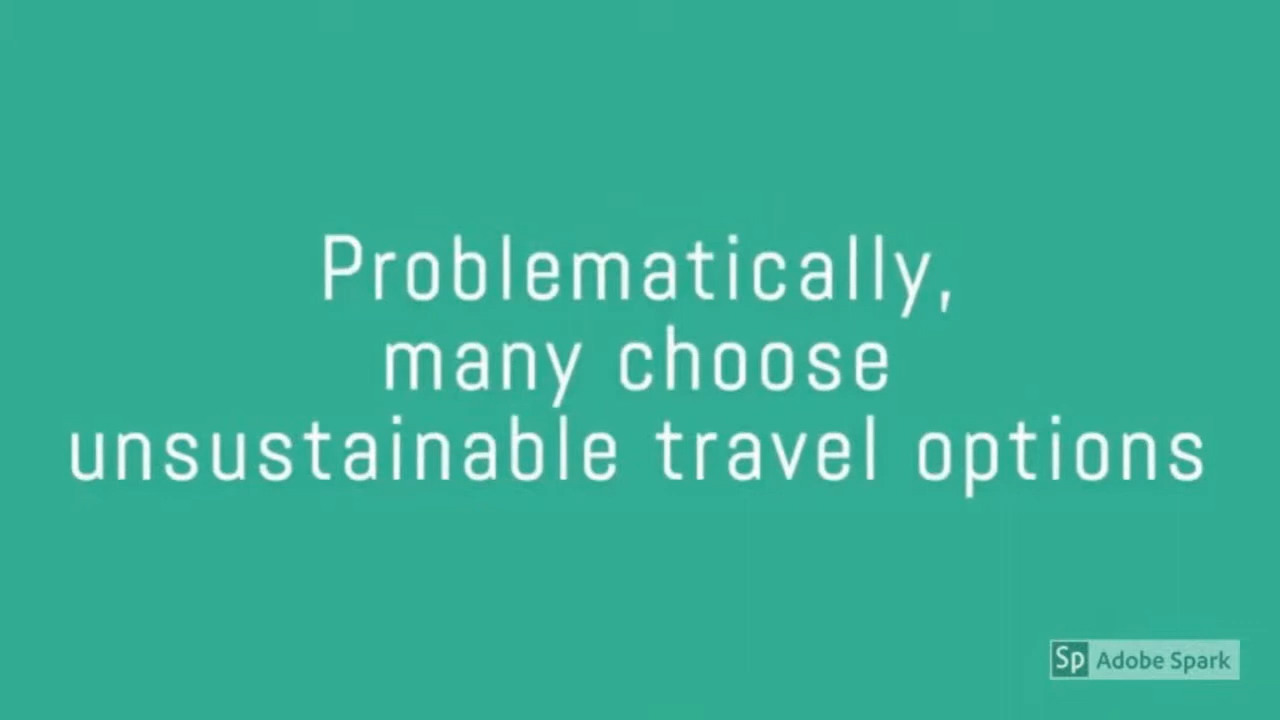 Problematically,
many choose
unsustainable travel options
Sp Adobe Spark